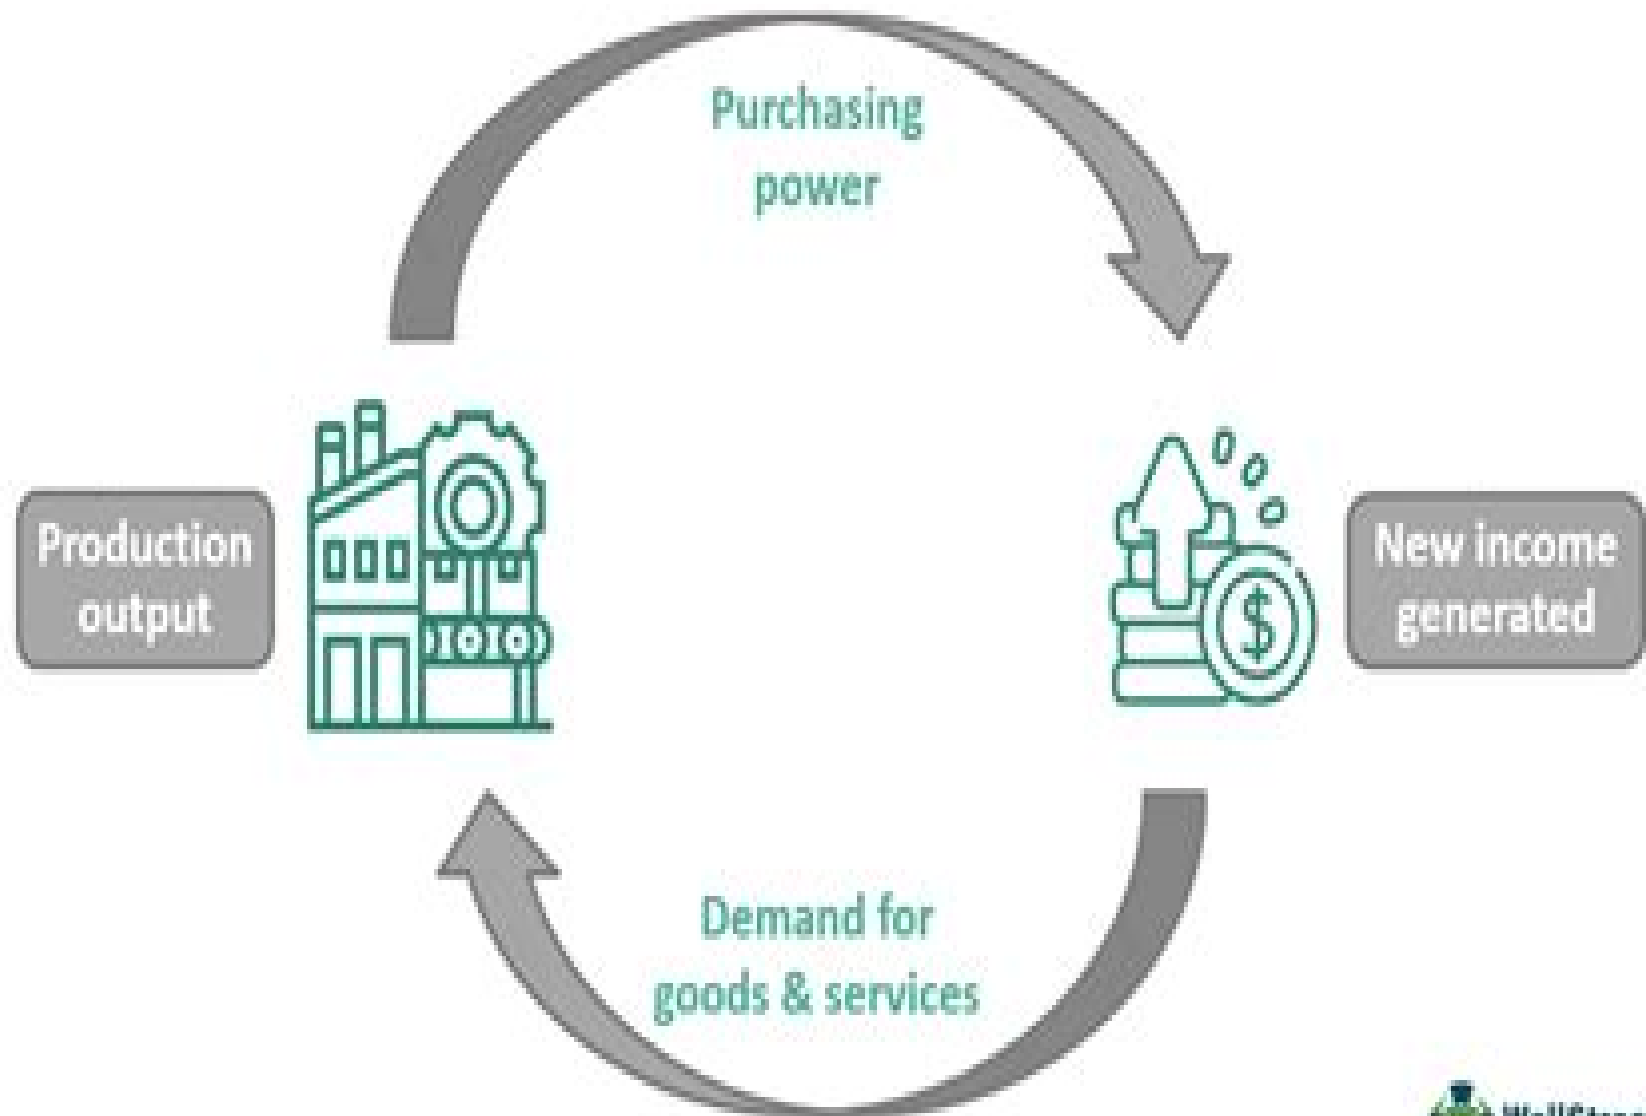 Purchasing
power
Production
output
New income
generated
$
Demand for
goods & services